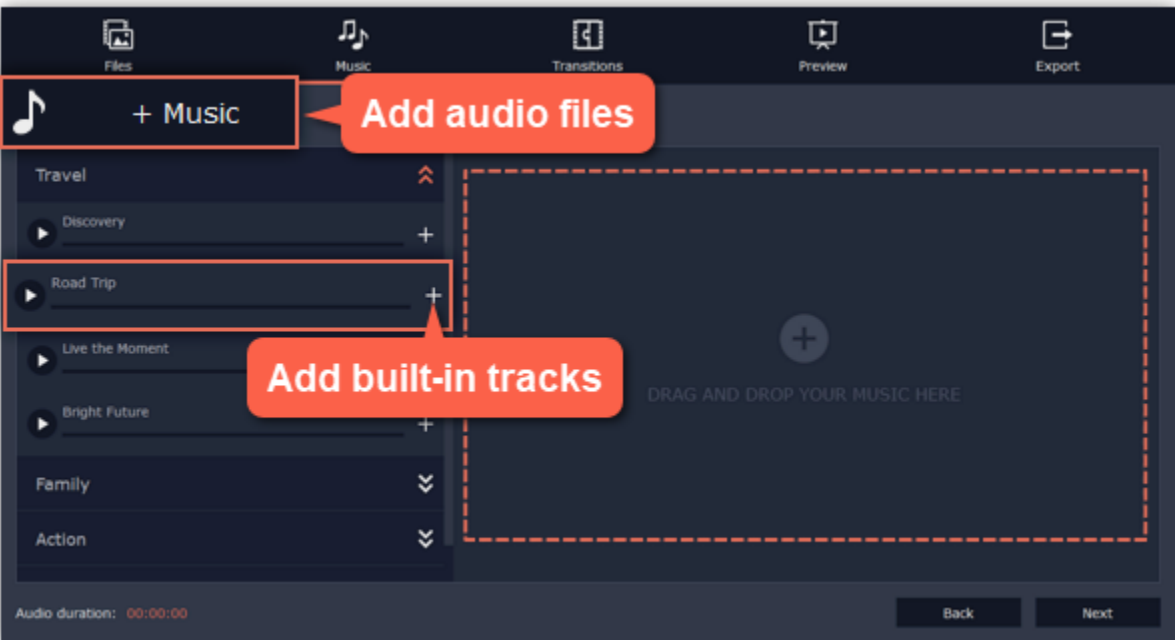 Files
Music
Transitions
Preview
Export
+ Music
Add audio files
Travel
Discovery
+
Road Trip
+
Live the Moment
Add built-in tracks
Bright Future
+
+
DRAG AND DROP YOUR MUSIC HERE
Family
Action
Audio duration: 00:00:00
Back
Next